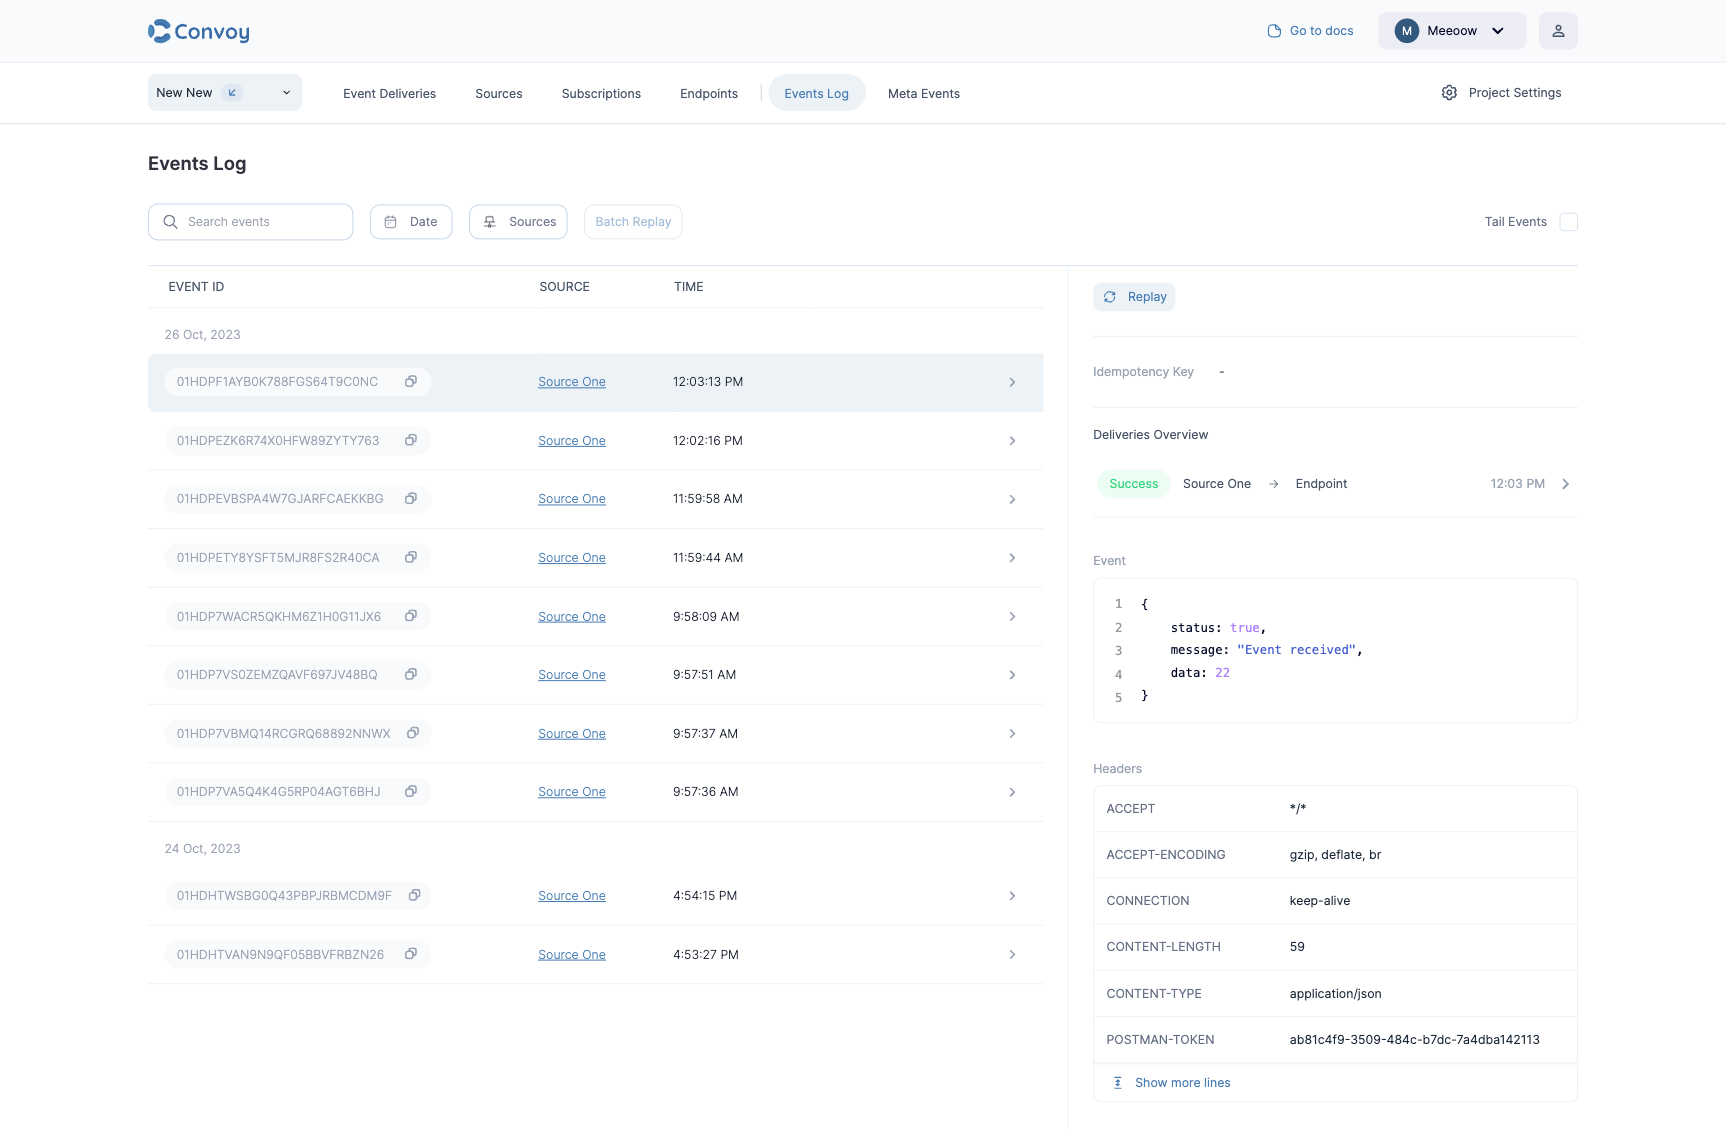 Convoy
Go to docs
M Meeoow
New New
Event Deliveries
Sources
Subscriptions
Endpoints
Events Log
Meta Events
Project Settings
Events Log
Search events
Date
Sources
Batch Replay
Tail Events
EVENT ID SOURCE TIME
26 Oct, 2023
01HDPF1AYB0K788FGS64T9C0NC Source One 12:03:13 PM
01HDPEZK6R74X0HFW89ZYTY763 Source One 12:02:16 PM
01HDPEVBSPA4W7GJARFCAEKKBG Source One 11:59:58 AM
01HDPETY8YSFT5MJR8FS2R40CA Source One 11:59:44 AM
01HDP7WACR5QKHM6Z1H0G11JX6 Source One 9:58:09 AM
01HDP7VS0ZEMZQAVF697JV48BQ Source One 9:57:51 AM
01HDP7VBMQ14RCGRQ68892NNWX Source One 9:57:37 AM
01HDP7VA5Q4K4G5RP04AGT6BHJ Source One 9:57:36 AM
24 Oct, 2023
01HDHTWSBG0Q43PBPJRBMCDM9F Source One 4:54:15 PM
01HDHTVAN9N9QF05BBVFRBZN26 Source One 4:53:27 PM
Replay
Idempotency Key -
Deliveries Overview
Success Source One → Endpoint 12:03 PM
Event
1 {
2 status: true,
3 message: "Event received",
4 data: 22
5 }
Headers
ACCEPT */*
ACCEPT-ENCODING gzip, deflate, br
CONNECTION keep-alive
CONTENT-LENGTH 59
CONTENT-TYPE application/json
POSTMAN-TOKEN ab81c4f9-3509-484c-b7dc-7a4dba142113
Show more lines